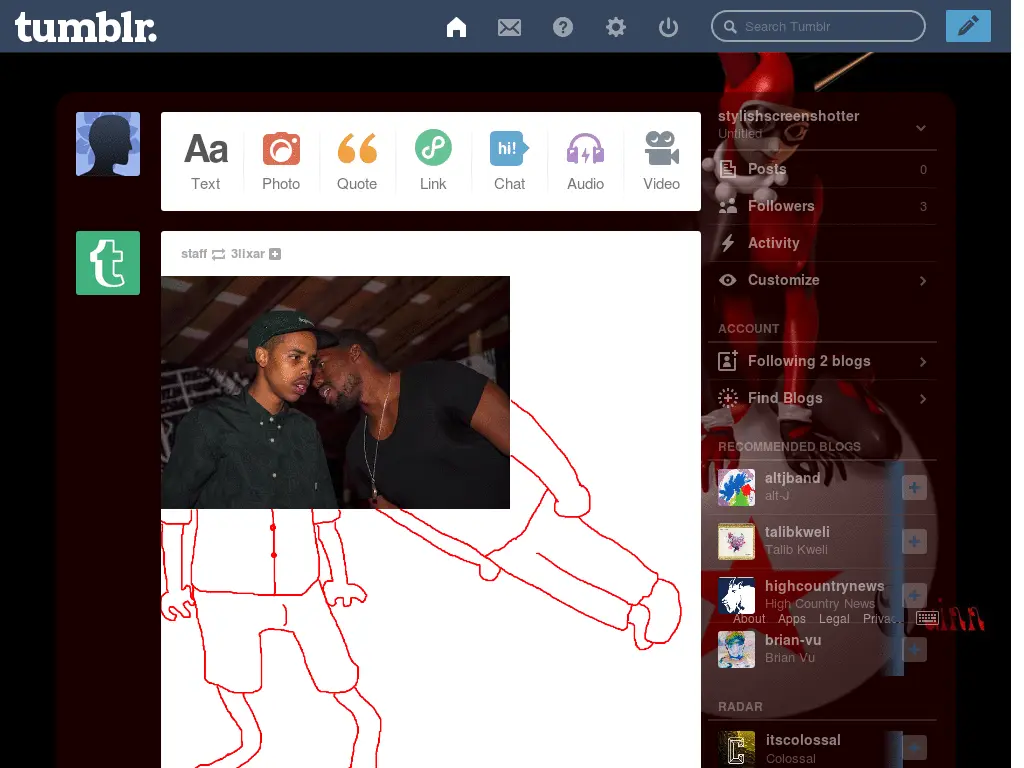 tumblr.
Search Tumblr
Aa
hi!
Text
Photo
Quote
Link
Chat
Audio
Video
staff 3lixar
stylishscreenshotter
Untitled
Posts 0
Followers 3
Activity
Customize
ACCOUNT
Following 2 blogs
Find Blogs
RECOMMENDED BLOGS
altjband
alt-J
talibkweli
Talib Kweli
highcountrynews
High Country News
About Apps Legal
brian-vu
Brian Vu
RADAR
itscolossal
Colossal